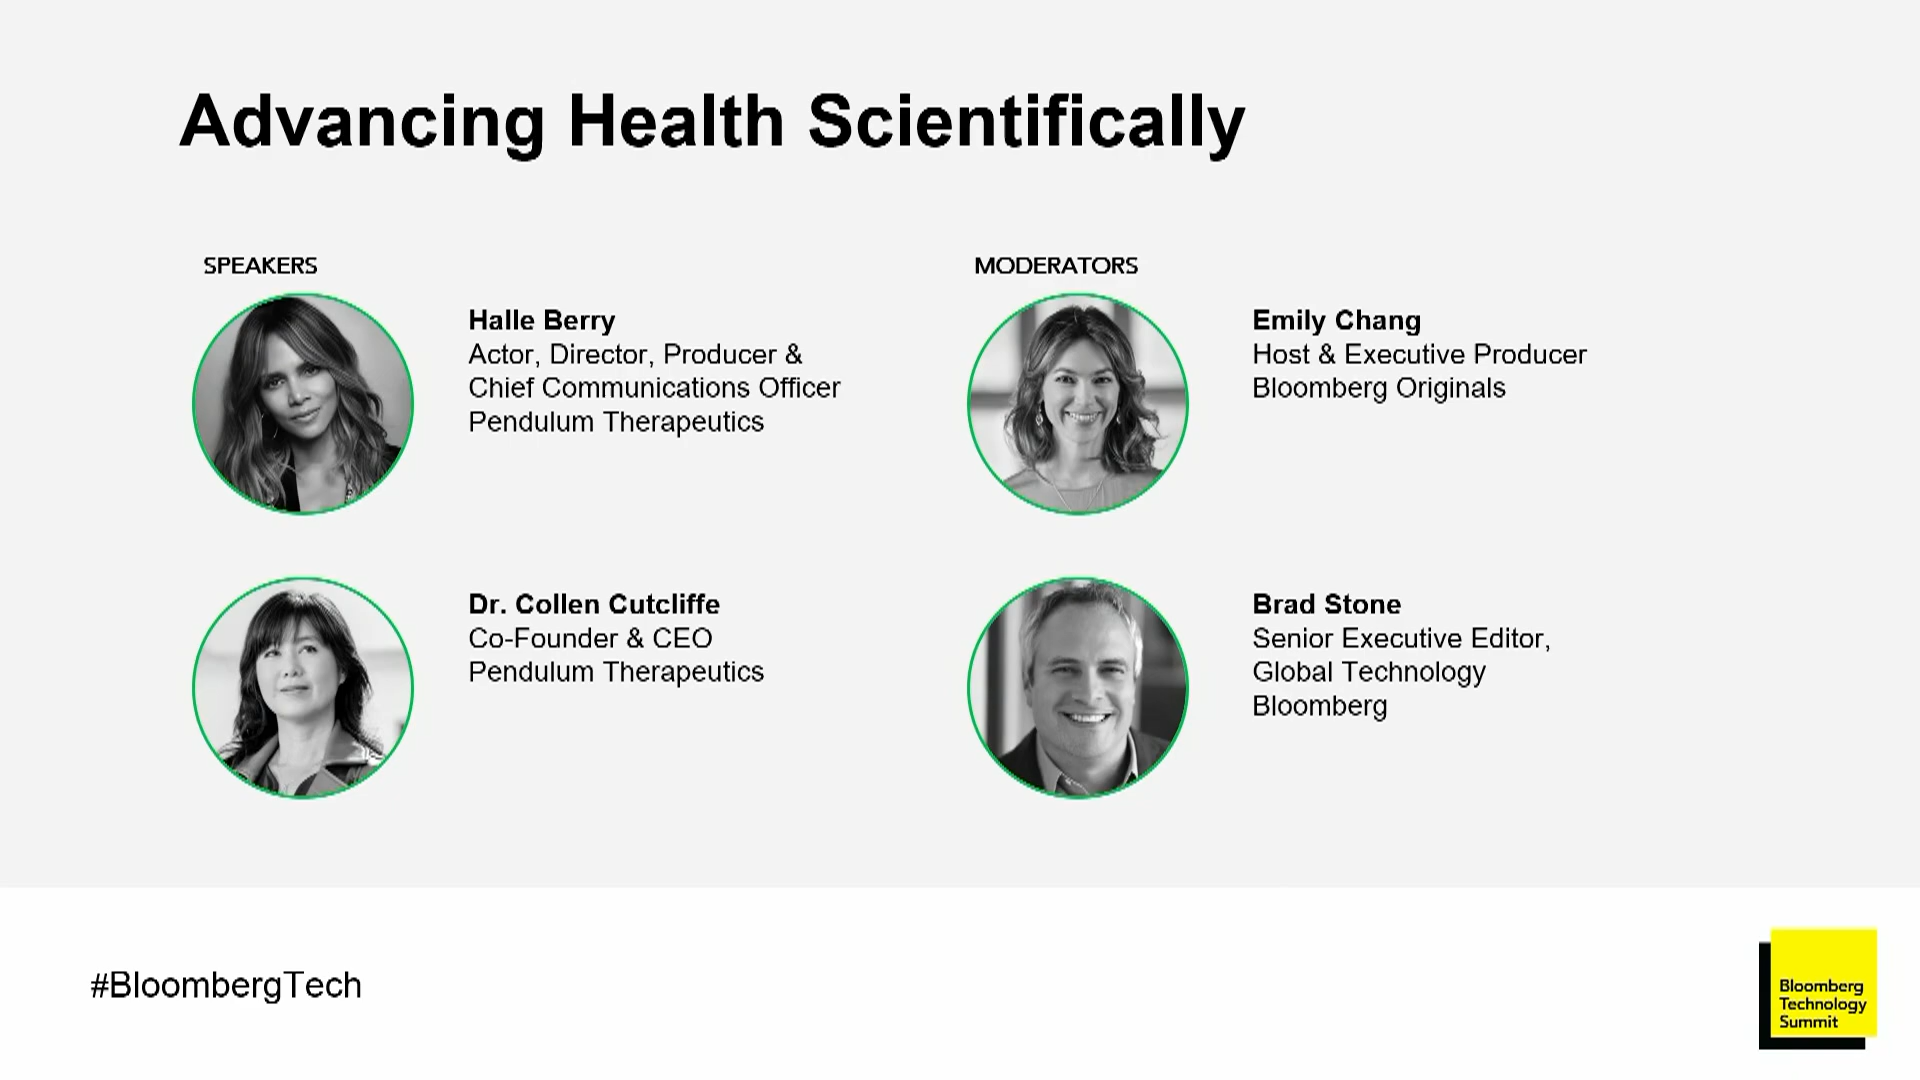 Advancing Health Scientifically
SPEAKERS
Halle Berry
Actor, Director, Producer &
Chief Communications Officer
Pendulum Therapeutics
Dr. Collen Cutcliffe
Co-Founder & CEO
Pendulum Therapeutics
MODERATORS
Emily Chang
Host & Executive Producer
Bloomberg Originals
Brad Stone
Senior Executive Editor,
Global Technology
Bloomberg
#BloombergTech
Bloomberg
Technology
Summit